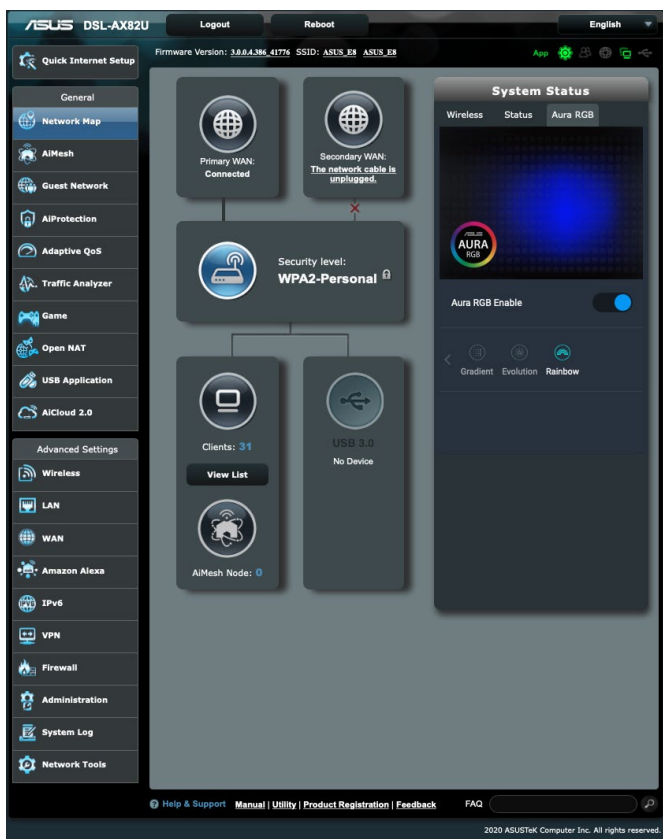 ASUS DSL-AX82U Logout Reboot English
Quick Internet Setup
Firmware Version: 3.0.0.4.386_41776 SSID: ASUS_E8 ASUS_E8 App
General
Network Map
AiMesh
Guest Network
AiProtection
Adaptive QoS
Traffic Analyzer
Game
Open NAT
USB Application
AiCloud 2.0
Advanced Settings
Wireless
LAN
WAN
Amazon Alexa
IPv6
VPN
Firewall
Administration
System Log
Network Tools
Primary WAN:
Connected
Secondary WAN:
The network cable is
unplugged.
Security level:
WPA2-Personal
Clients: 31
View List
AiMesh Node: 0
USB 3.0
No Device
System Status
Wireless Status Aura RGB
ASUS
AURA
RGB
Aura RGB Enable
Gradient Evolution Rainbow
Help & Support Manual | Utility | Product Registration | Feedback FAQ
2020 ASUSTeK Computer Inc. All rights reserved.